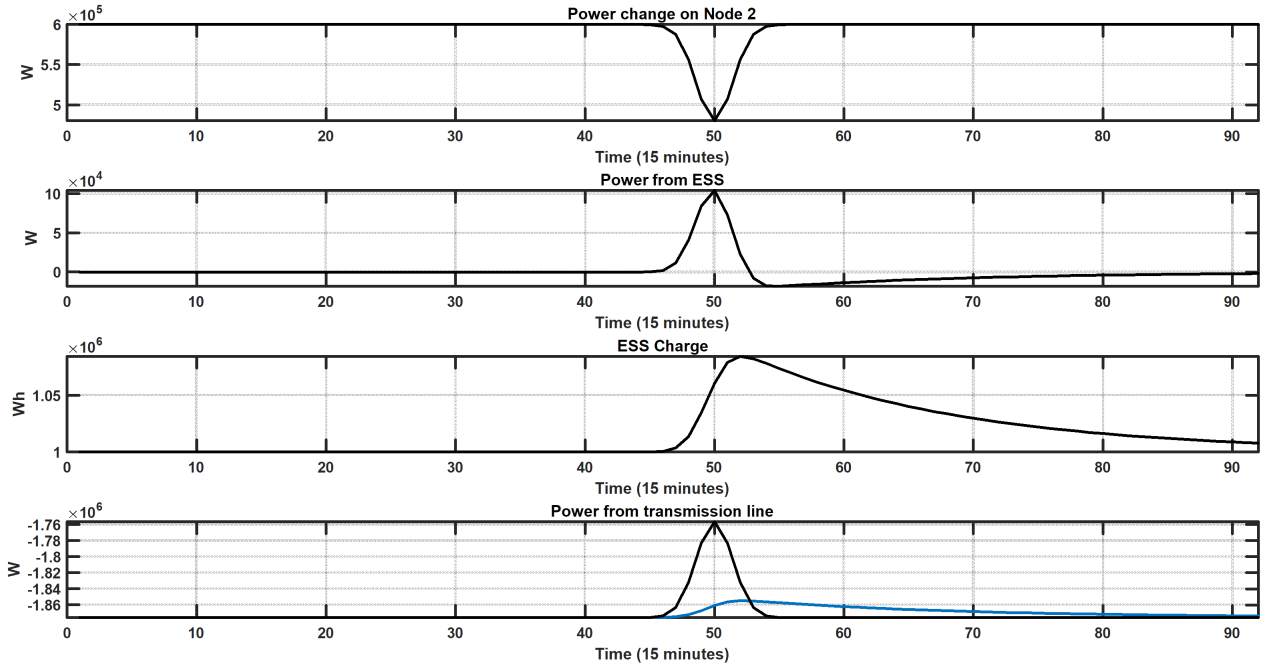 Power change on Node 2
×10^5
6
5.5
5
W
0 10 20 30 40 50 60 70 80 90
Time (15 minutes)
Power from ESS
×10^4
10
5
0
W
0 10 20 30 40 50 60 70 80 90
Time (15 minutes)
ESS Charge
×10^6
1.05
1
Wh
0 10 20 30 40 50 60 70 80 90
Time (15 minutes)
Power from transmission line
×10^6
-1.76
-1.78
-1.8
-1.82
-1.84
-1.86
W
0 10 20 30 40 50 60 70 80 90
Time (15 minutes)